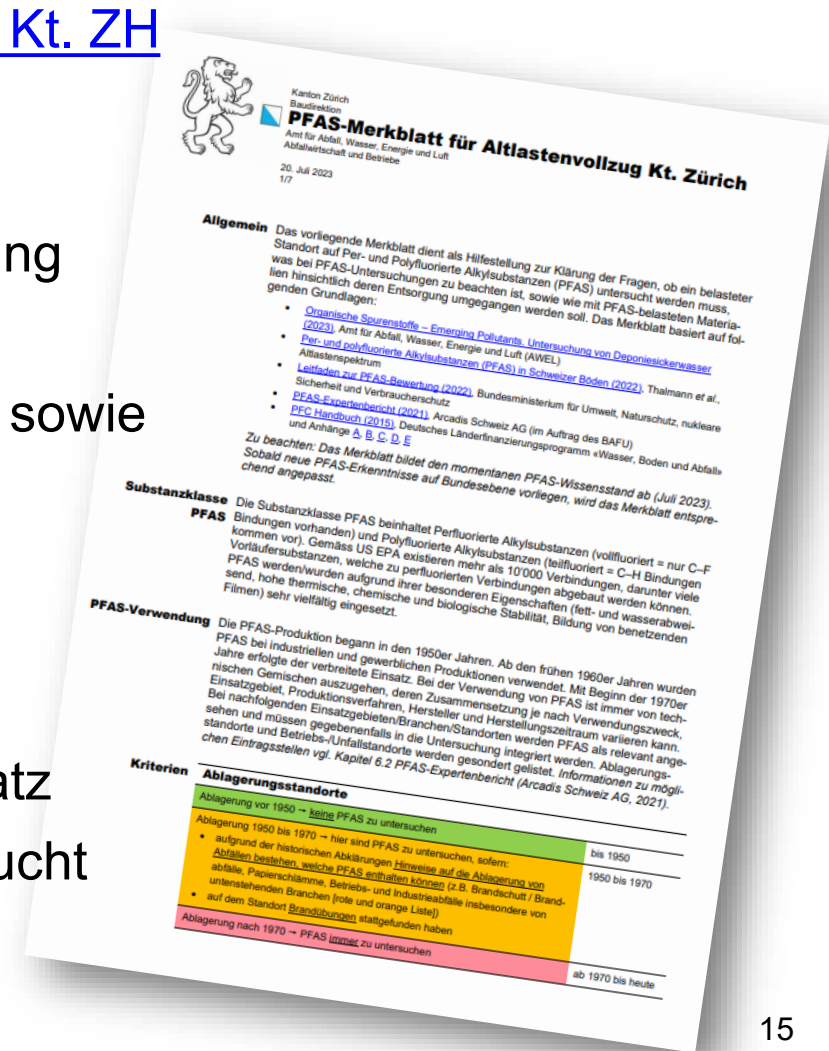 Kt. ZH
ng
sowie
atz
ucht
Kanton Zürich
Baudirektion
PFAS-Merkblatt für Altlastenvollzug Kt. Zürich
Amt für Abfall, Wasser, Energie und Luft
Abfallwirtschaft und Betriebe
20. Juli 2023
1/7
Allgemein Das vorliegende Merkblatt dient als Hilfestellung zur Klärung der Fragen, ob ein belasteter
Standort auf Per- und Polyfluorierte Alkylsubstanzen (PFAS) untersucht werden muss,
was bei PFAS-Untersuchungen zu beachten ist, sowie wie mit PFAS-belasteten Materia-
lien hinsichtlich deren Entsorgung umgegangen werden soll. Das Merkblatt basiert auf fol-
genden Grundlagen:
• Organische Spurenstoffe – Emerging Pollutants. Untersuchung von Deponiesickerwasser
(2023), Amt für Abfall, Wasser, Energie und Luft (AWEL)
• Per- und polyfluorierte Alkylsubstanzen (PFAS) in Schweizer Böden (2022), Thalmann et al.,
Altlastenspektrum
• Leitfaden zur PFAS-Bewertung (2022), Bundesministerium für Umwelt, Naturschutz, nukleare
Sicherheit und Verbraucherschutz
• PFAS-Expertenbericht (2021), Arcadis Schweiz AG (im Auftrag des BAFU)
• PFC Handbuch (2015), Deutsches Länderfinanzierungsprogramm «Wasser, Boden und Abfall»
und Anhänge A, B, C, D, E
Zu beachten: Das Merkblatt bildet den momentanen PFAS-Wissensstand ab (Juli 2023).
Sobald neue PFAS-Erkenntnisse auf Bundesebene vorliegen, wird das Merkblatt entspre-
chend angepasst.
Substanzklasse Die Substanzklasse PFAS beinhaltet Perfluorierte Alkylsubstanzen (vollfluoriert = nur C–F
PFAS Bindungen vorhanden) und Polyfluorierte Alkylsubstanzen (teilfluoriert = C–H Bindungen
kommen vor). Gemäss US EPA existieren mehr als 10'000 Verbindungen, darunter viele
Vorläufersubstanzen, welche zu perfluorierten Verbindungen abgebaut werden können.
PFAS werden/wurden aufgrund ihrer besonderen Eigenschaften (fett- und wasserabwei-
send, hohe thermische, chemische und biologische Stabilität, Bildung von benetzenden
Filmen) sehr vielfältig eingesetzt.
PFAS-Verwendung Die PFAS-Produktion begann in den 1950er Jahren. Ab den frühen 1960er Jahren wurden
PFAS bei industriellen und gewerblichen Produktionen verwendet. Mit Beginn der 1970er
Jahre erfolgte der verbreitete Einsatz. Bei der Verwendung von PFAS ist immer von tech-
nischen Gemischen auszugehen, deren Zusammensetzung je nach Verwendungszweck,
Einsatzgebiet, Produktionsverfahren, Hersteller und Herstellungszeitraum variieren kann.
Bei nachfolgenden Einsatzgebieten/Branchen/Standorten werden PFAS als relevant ange-
sehen und müssen gegebenenfalls in die Untersuchung integriert werden. Ablagerungs-
standorte und Betriebs-/Unfallstandorte werden gesondert gelistet. Informationen zu mögli-
chen Eintragsstellen vgl. Kapitel 6.2 PFAS-Expertenbericht (Arcadis Schweiz AG, 2021).
Kriterien Ablagerungsstandorte
Ablagerung vor 1950 → keine PFAS zu untersuchen bis 1950
Ablagerung 1950 bis 1970 → hier sind PFAS zu untersuchen, sofern: 1950 bis 1970
• aufgrund der historischen Abklärungen Hinweise auf die Ablagerung von
Abfällen bestehen, welche PFAS enthalten können (z.B. Brandschutt / Brand-
abfälle, Papierschlämme, Betriebs- und Industrieabfälle insbesondere von
untenstehenden Branchen [rote und orange Liste])
• auf dem Standort Brandübungen stattgefunden haben
Ablagerung nach 1970 → PFAS immer zu untersuchen ab 1970 bis heute
15